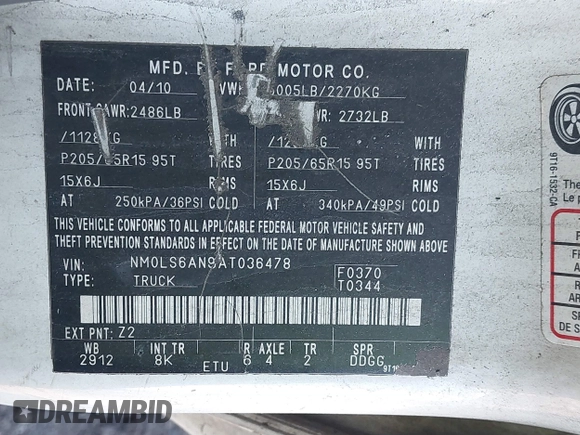 MFD. BY FORD MOTOR CO.
DATE: 04/10 5005LB/2270KG
FRONT GAWR: 2486LB 2732LB
WITH WITH
P205/65R15 95T TIRES P205/65R15 95T TIRES
15X6J RIMS 15X6J RIMS
AT 250kPA/36PSI COLD AT 340kPA/49PSI COLD
THIS VEHICLE CONFORMS TO ALL APPLICABLE FEDERAL MOTOR VEHICLE SAFETY AND
THEFT PREVENTION STANDARDS IN EFFECT ON THE DATE OF MANUFACTURE SHOWN ABOVE.
VIN: NM0LS6AN9AT036478
TYPE: TRUCK
F0370
T0344
EXT PNT: Z2
WB INT TR R AXLE TR SPR
2912 8K 6 4 2 DDGG
ETU
9T16-1532-CA
The
Le p
DREAMBID